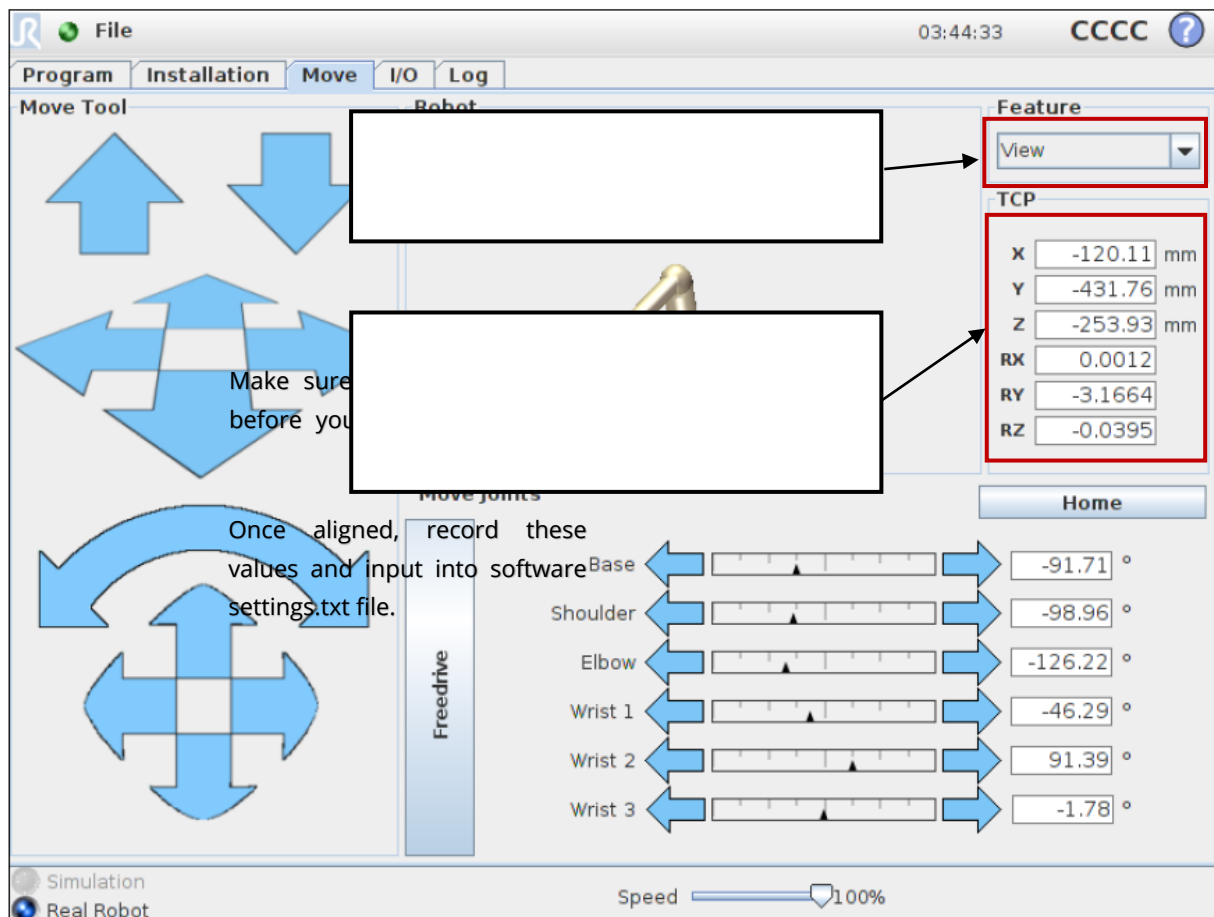 File
03:44:33
CCCC
?
Program Installation Move I/O Log
Move Tool
Robot
Feature
View
TCP
X -120.11 mm
Y -431.76 mm
Z -253.93 mm
RX 0.0012
RY -3.1664
RZ -0.0395
Make sure
before you
Move Joints
Home
Once aligned, record these
values and input into software
settings.txt file.
Freedrive
Base -91.71 °
Shoulder -98.96 °
Elbow -126.22 °
Wrist 1 -46.29 °
Wrist 2 91.39 °
Wrist 3 -1.78 °
Simulation
Real Robot
Speed 100%